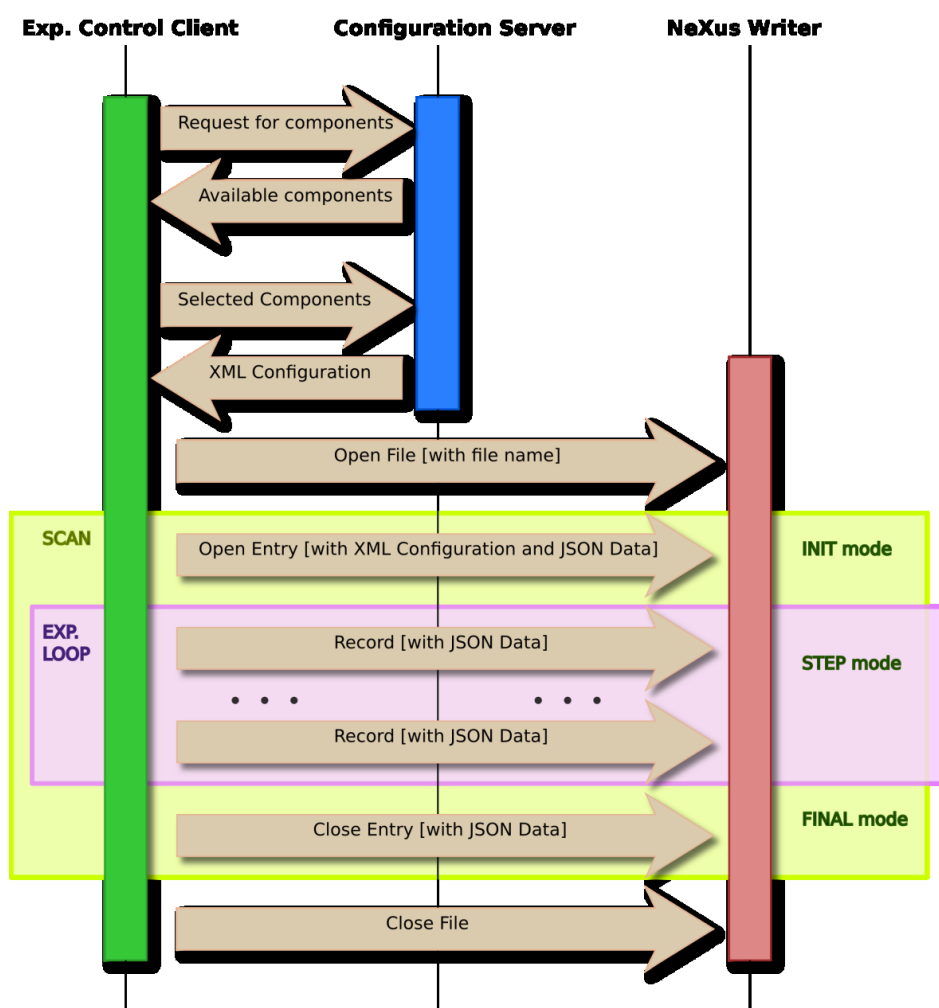 Exp. Control Client
Configuration Server
NeXus Writer
Request for components
Available components
Selected Components
XML Configuration
Open File [with file name]
SCAN
Open Entry [with XML Configuration and JSON Data]
INIT mode
EXP.
LOOP
Record [with JSON Data]
STEP mode
• • •
• • •
Record [with JSON Data]
Close Entry [with JSON Data]
FINAL mode
Close File